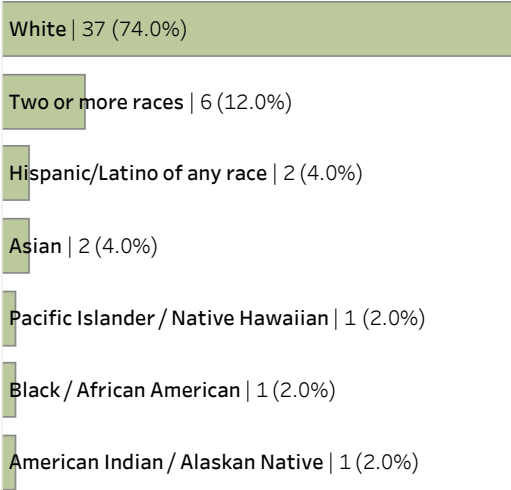 White | 37 (74.0%)
Two or more races | 6 (12.0%)
Hispanic/Latino of any race | 2 (4.0%)
Asian | 2 (4.0%)
Pacific Islander / Native Hawaiian | 1 (2.0%)
Black / African American | 1 (2.0%)
American Indian / Alaskan Native | 1 (2.0%)